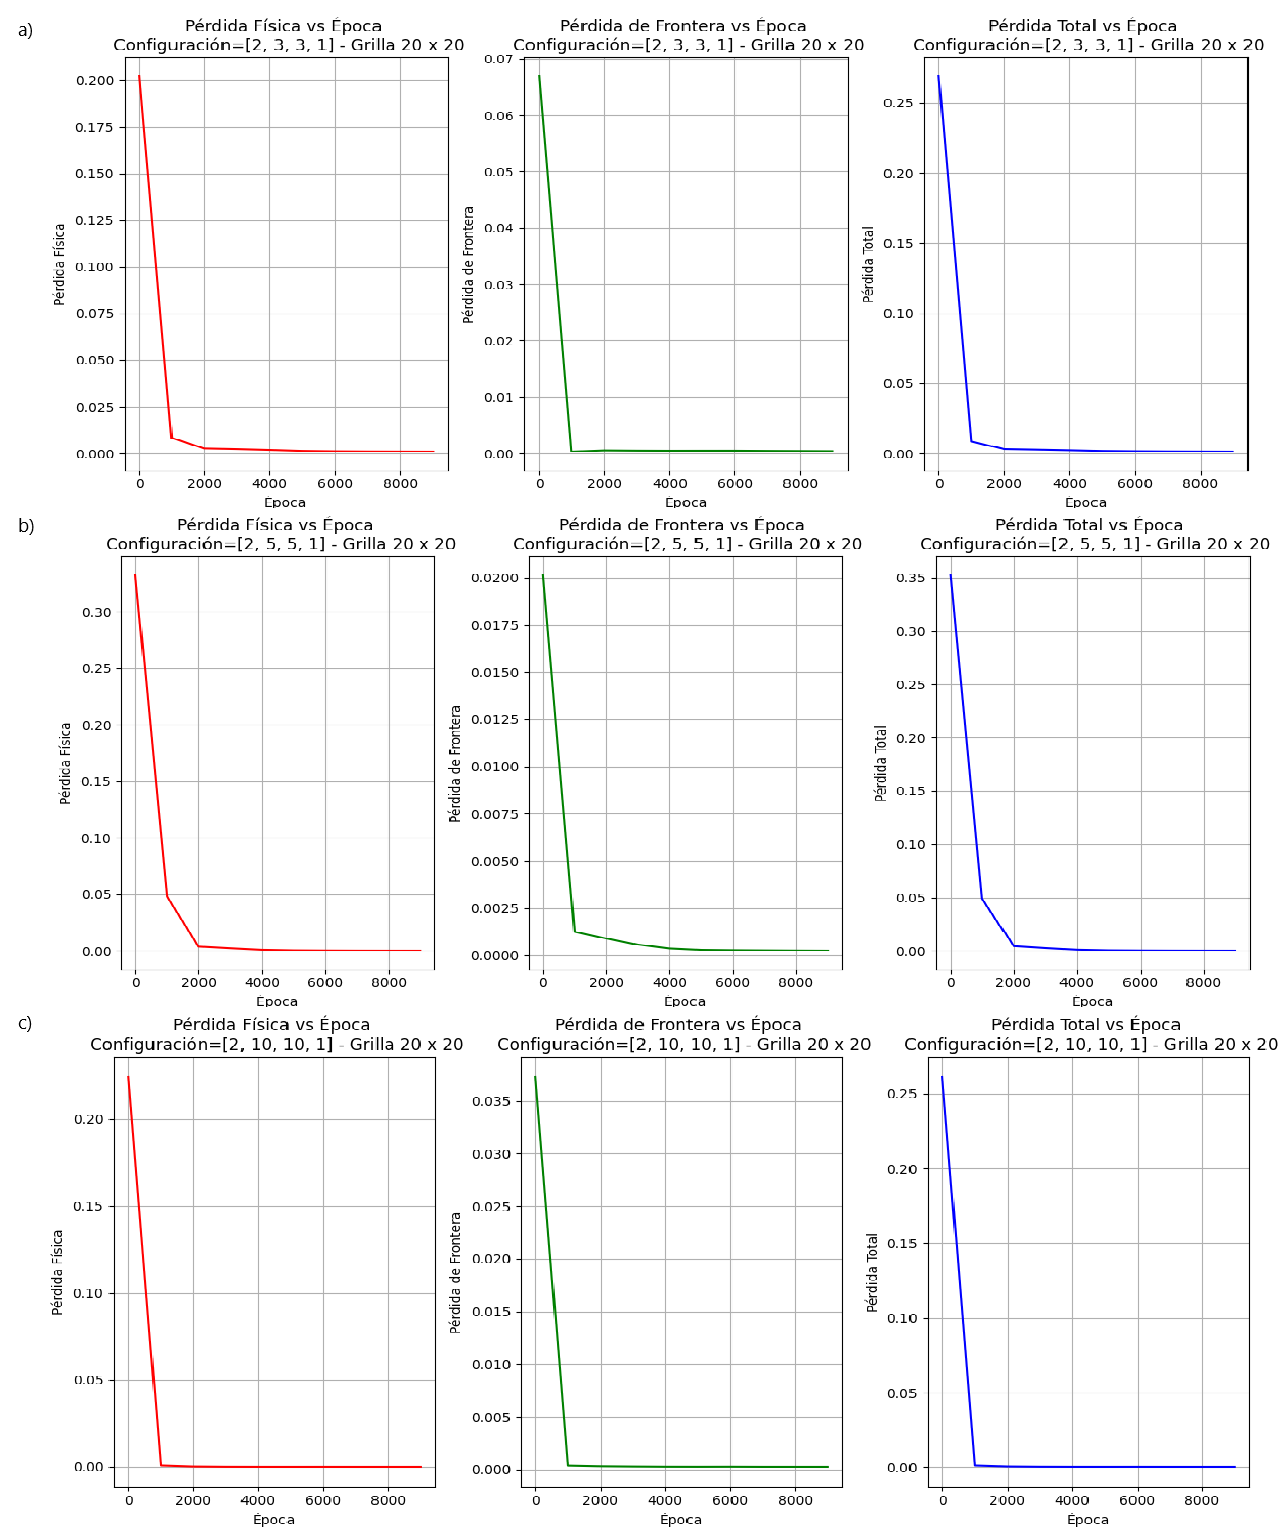 a)
Pérdida Física vs Época
Configuración=[2, 3, 3, 1] - Grilla 20 x 20
Pérdida Física
0.200
0.175
0.150
0.125
0.100
0.075
0.050
0.025
0.000
0 2000 4000 6000 8000
Época
Pérdida de Frontera vs Época
Configuración=[2, 3, 3, 1] - Grilla 20 x 20
Pérdida de Frontera
0.07
0.06
0.05
0.04
0.03
0.02
0.01
0.00
0 2000 4000 6000 8000
Época
Pérdida Total vs Época
Configuración=[2, 3, 3, 1] - Grilla 20 x 20
Pérdida Total
0.25
0.20
0.15
0.10
0.05
0.00
0 2000 4000 6000 8000
Época
b)
Pérdida Física vs Época
Configuración=[2, 5, 5, 1] - Grilla 20 x 20
Pérdida Física
0.30
0.25
0.20
0.15
0.10
0.05
0.00
0 2000 4000 6000 8000
Época
Pérdida de Frontera vs Época
Configuración=[2, 5, 5, 1] - Grilla 20 x 20
Pérdida de Frontera
0.0200
0.0175
0.0150
0.0125
0.0100
0.0075
0.0050
0.0025
0.0000
0 2000 4000 6000 8000
Época
Pérdida Total vs Época
Configuración=[2, 5, 5, 1] - Grilla 20 x 20
Pérdida Total
0.35
0.30
0.25
0.20
0.15
0.10
0.05
0.00
0 2000 4000 6000 8000
Época
c)
Pérdida Física vs Época
Configuración=[2, 10, 10, 1] - Grilla 20 x 20
Pérdida Física
0.20
0.15
0.10
0.05
0.00
0 2000 4000 6000 8000
Época
Pérdida de Frontera vs Época
Configuración=[2, 10, 10, 1] - Grilla 20 x 20
Pérdida de Frontera
0.035
0.030
0.025
0.020
0.015
0.010
0.005
0.000
0 2000 4000 6000 8000
Época
Pérdida Total vs Época
Configuración=[2, 10, 10, 1] - Grilla 20 x 20
Pérdida Total
0.25
0.20
0.15
0.10
0.05
0.00
0 2000 4000 6000 8000
Época